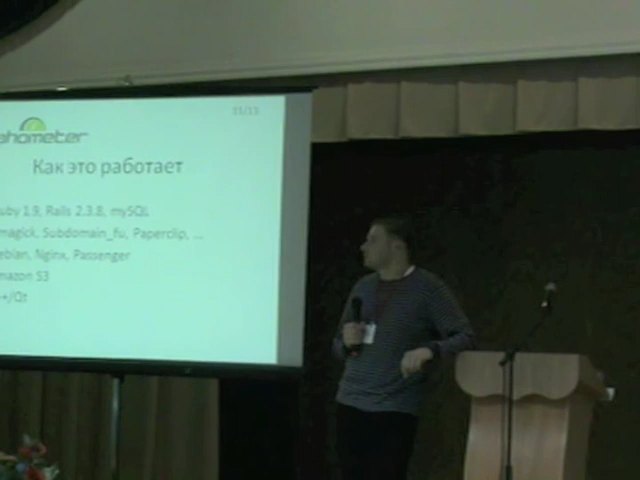 11/13
ahometer
Как это работает
uby 1.9, Rails 2.3.8, mySQL
magick, Subdomain_fu, Paperclip, ...
ebian, Nginx, Passenger
mazon S3
++/Qt